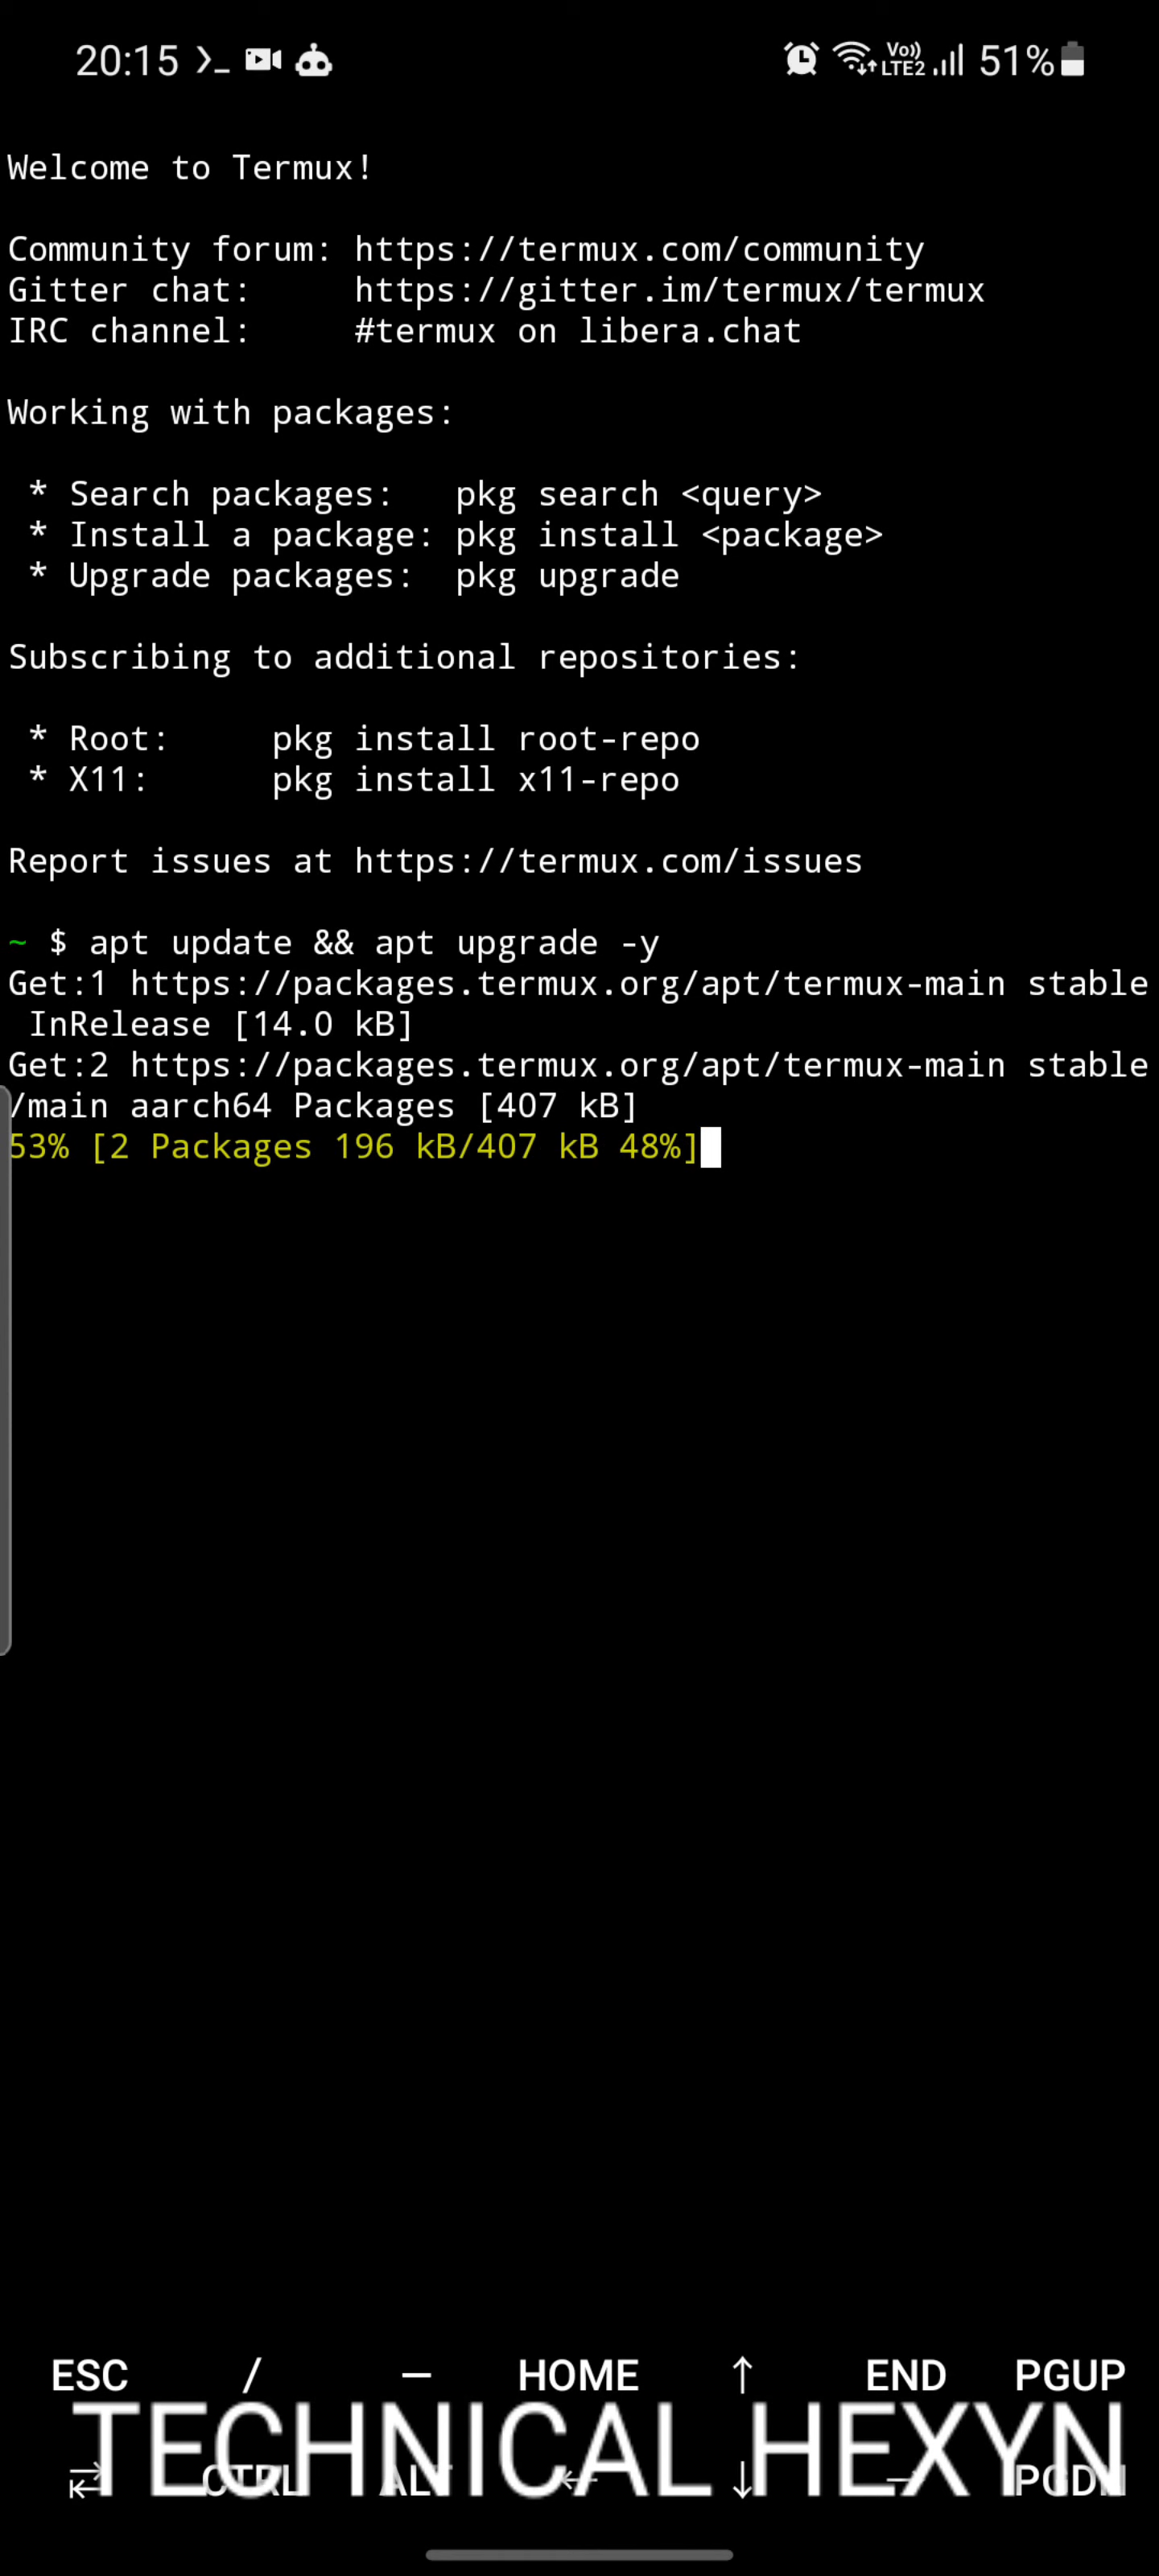 20:15 Vo)) LTE2 51%
Welcome to Termux!
Community forum: https://termux.com/community
Gitter chat: https://gitter.im/termux/termux
IRC channel: #termux on libera.chat
Working with packages:
* Search packages: pkg search <query>
* Install a package: pkg install <package>
* Upgrade packages: pkg upgrade
Subscribing to additional repositories:
* Root: pkg install root-repo
* X11: pkg install x11-repo
Report issues at https://termux.com/issues
~ $ apt update && apt upgrade -y
Get:1 https://packages.termux.org/apt/termux-main stable
InRelease [14.0 kB]
Get:2 https://packages.termux.org/apt/termux-main stable
/main aarch64 Packages [407 kB]
53% [2 Packages 196 kB/407 kB 48%]
ESC / — HOME ↑ END PGUP
TECHNICAL HEXYN
⇄ CTRL ALT ← ↓ → PGDN